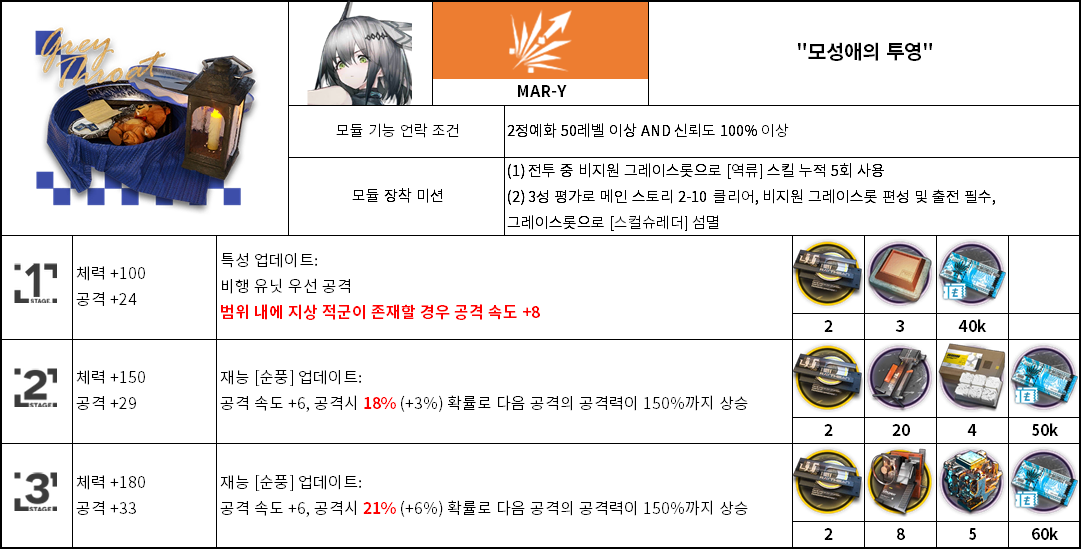 Grey
Throat
MAR-Y
"모성애의 투영"
모듈 기능 언락 조건
2정예화 50레벨 이상 AND 신뢰도 100% 이상
모듈 장착 미션
(1) 전투 중 비지원 그레이스롯으로 [역류] 스킬 누적 5회 사용
(2) 3성 평가로 메인 스토리 2-10 클리어, 비지원 그레이스롯 편성 및 출전 필수,
그레이스롯으로 [스컬슈레더] 섬멸
1
STAGE
체력 +100
공격 +24
특성 업데이트:
비행 유닛 우선 공격
범위 내에 지상 적군이 존재할 경우 공격 속도 +8
2
3
40k
2
STAGE
체력 +150
공격 +29
재능 [순풍] 업데이트:
공격 속도 +6, 공격시 18% (+3%) 확률로 다음 공격의 공격력이 150%까지 상승
2
20
4
50k
3
STAGE
체력 +180
공격 +33
재능 [순풍] 업데이트:
공격 속도 +6, 공격시 21% (+6%) 확률로 다음 공격의 공격력이 150%까지 상승
2
8
5
60k